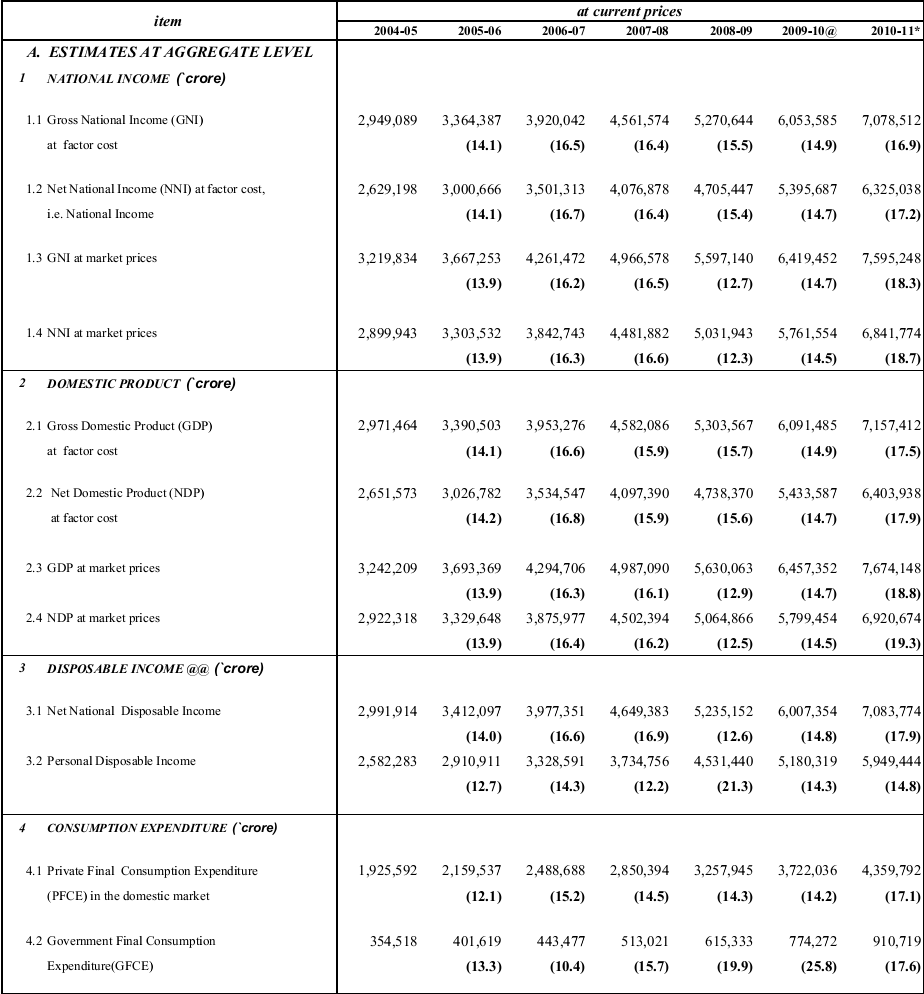 item at current prices
2004-05 2005-06 2006-07 2007-08 2008-09 2009-10@ 2010-11*
A. ESTIMATES AT AGGREGATE LEVEL
1 NATIONAL INCOME (`crore)
1.1 Gross National Income (GNI) 2,949,089 3,364,387 3,920,042 4,561,574 5,270,644 6,053,585 7,078,512
at factor cost (14.1) (16.5) (16.4) (15.5) (14.9) (16.9)
1.2 Net National Income (NNI) at factor cost, 2,629,198 3,000,666 3,501,313 4,076,878 4,705,447 5,395,687 6,325,038
i.e. National Income (14.1) (16.7) (16.4) (15.4) (14.7) (17.2)
1.3 GNI at market prices 3,219,834 3,667,253 4,261,472 4,966,578 5,597,140 6,419,452 7,595,248
(13.9) (16.2) (16.5) (12.7) (14.7) (18.3)
1.4 NNI at market prices 2,899,943 3,303,532 3,842,743 4,481,882 5,031,943 5,761,554 6,841,774
(13.9) (16.3) (16.6) (12.3) (14.5) (18.7)
2 DOMESTIC PRODUCT (`crore)
2.1 Gross Domestic Product (GDP) 2,971,464 3,390,503 3,953,276 4,582,086 5,303,567 6,091,485 7,157,412
at factor cost (14.1) (16.6) (15.9) (15.7) (14.9) (17.5)
2.2 Net Domestic Product (NDP) 2,651,573 3,026,782 3,534,547 4,097,390 4,738,370 5,433,587 6,403,938
at factor cost (14.2) (16.8) (15.9) (15.6) (14.7) (17.9)
2.3 GDP at market prices 3,242,209 3,693,369 4,294,706 4,987,090 5,630,063 6,457,352 7,674,148
(13.9) (16.3) (16.1) (12.9) (14.7) (18.8)
2.4 NDP at market prices 2,922,318 3,329,648 3,875,977 4,502,394 5,064,866 5,799,454 6,920,674
(13.9) (16.4) (16.2) (12.5) (14.5) (19.3)
3 DISPOSABLE INCOME @@ (`crore)
3.1 Net National Disposable Income 2,991,914 3,412,097 3,977,351 4,649,383 5,235,152 6,007,354 7,083,774
(14.0) (16.6) (16.9) (12.6) (14.8) (17.9)
3.2 Personal Disposable Income 2,582,283 2,910,911 3,328,591 3,734,756 4,531,440 5,180,319 5,949,444
(12.7) (14.3) (12.2) (21.3) (14.3) (14.8)
4 CONSUMPTION EXPENDITURE (`crore)
4.1 Private Final Consumption Expenditure 1,925,592 2,159,537 2,488,688 2,850,394 3,257,945 3,722,036 4,359,792
(PFCE) in the domestic market (12.1) (15.2) (14.5) (14.3) (14.2) (17.1)
4.2 Government Final Consumption 354,518 401,619 443,477 513,021 615,333 774,272 910,719
Expenditure(GFCE) (13.3) (10.4) (15.7) (19.9) (25.8) (17.6)